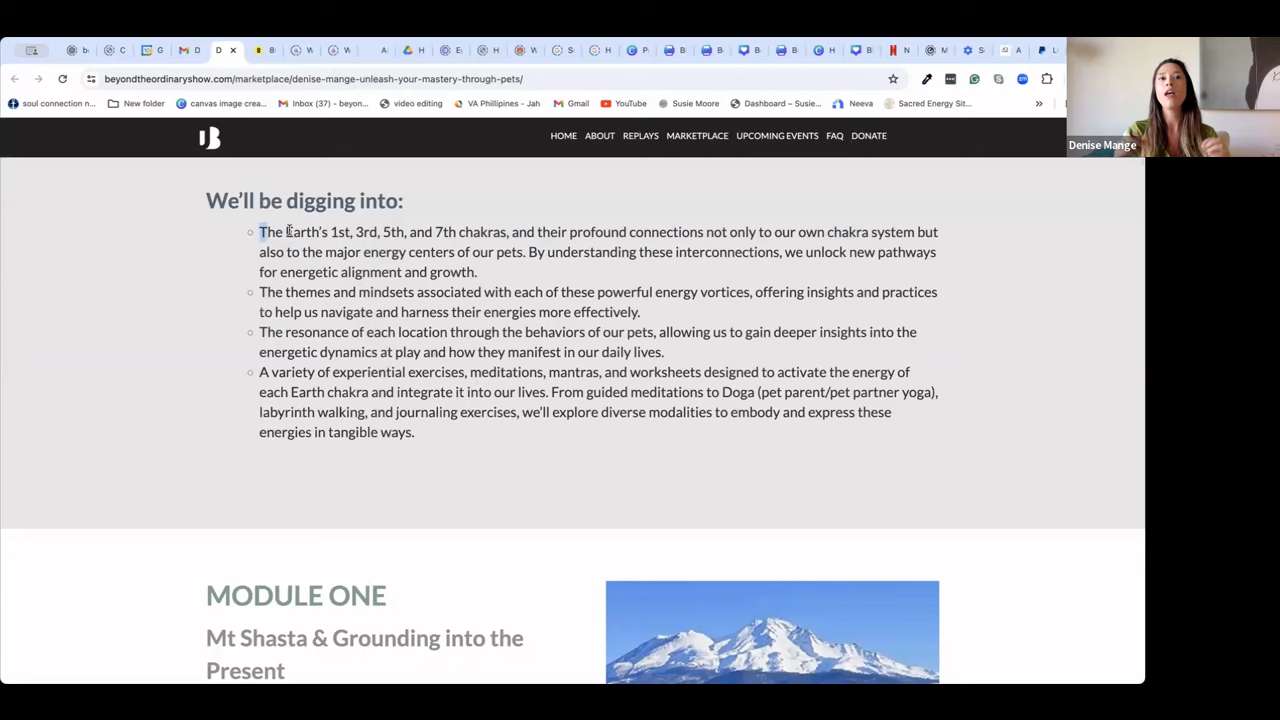 b
C
G
D
D
8
W
W
A
H
E
H
W
S
H
P
B
B
B
B
H
B
N
M
S
A
L
beyondtheordinaryshow.com/marketplace/denise-mange-unleash-your-mastery-through-pets/
soul connection n...
New folder
canvas image crea...
Inbox (37) - beyon...
video editing
VA Phillipines - Jah
Gmail
YouTube
Susie Moore
Dashboard – Susie...
Neeva
Sacred Energy Sit...
»
Denise Mange
HOME ABOUT REPLAYS MARKETPLACE UPCOMING EVENTS FAQ DONATE
We'll be digging into:
The Earth's 1st, 3rd, 5th, and 7th chakras, and their profound connections not only to our own chakra system but
also to the major energy centers of our pets. By understanding these interconnections, we unlock new pathways
for energetic alignment and growth.
The themes and mindsets associated with each of these powerful energy vortices, offering insights and practices
to help us navigate and harness their energies more effectively.
The resonance of each location through the behaviors of our pets, allowing us to gain deeper insights into the
energetic dynamics at play and how they manifest in our daily lives.
A variety of experiential exercises, meditations, mantras, and worksheets designed to activate the energy of
each Earth chakra and integrate it into our lives. From guided meditations to Doga (pet parent/pet partner yoga),
labyrinth walking, and journaling exercises, we'll explore diverse modalities to embody and express these
energies in tangible ways.
MODULE ONE
Mt Shasta & Grounding into the
Present